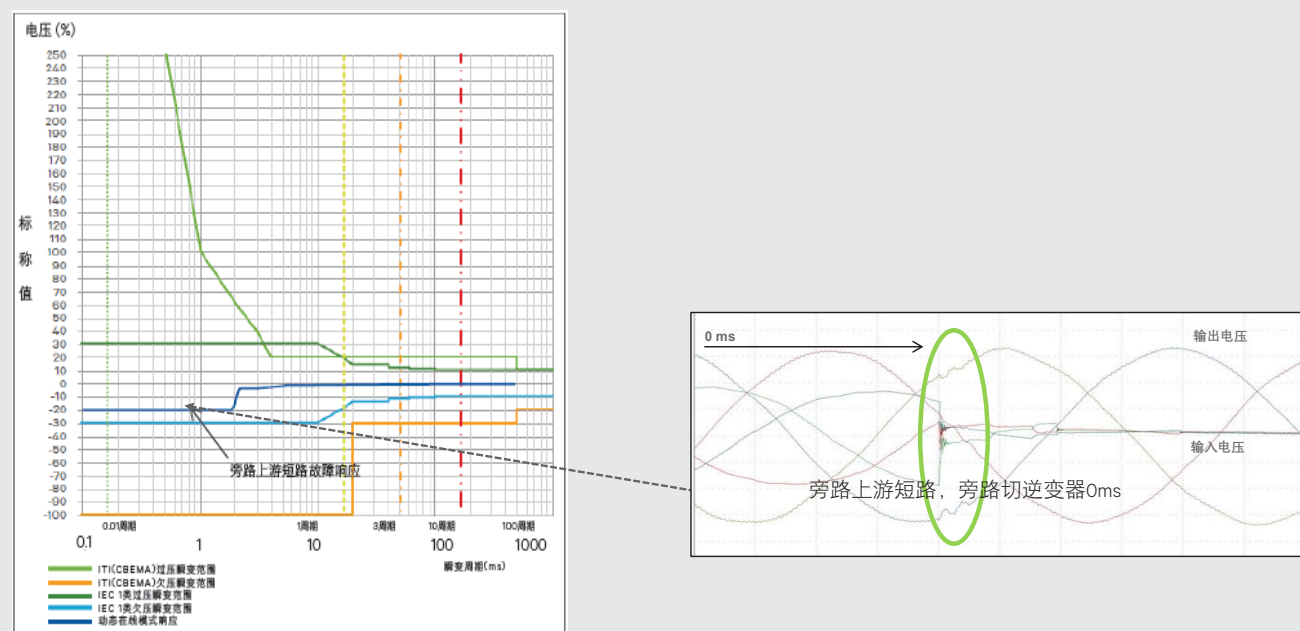 电压 (%)
250
240
230
220
210
200
190
180
170
160
150
140
130
120
110
100
90
80
70
60
50
40
30
20
10
0
-10
-20
-30
-40
-50
-60
-70
-80
-90
-100
标
称
值
旁路上游短路故障响应
0.01周期 1周期 3周期 10周期 100周期
0.1 1 10 100 1000
瞬变周期(ms)
ITI(CBEMA)过压瞬变范围
ITI(CBEMA)欠压瞬变范围
IEC 1类过压瞬变范围
IEC 1类欠压瞬变范围
动态在线模式响应
0 ms
输出电压
输入电压
旁路上游短路，旁路切逆变器0ms